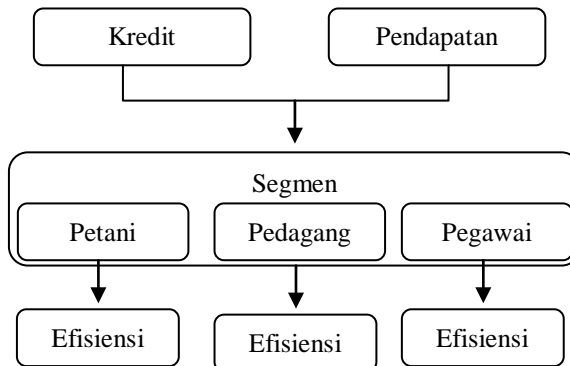 Kredit
Pendapatan
Segmen
Petani
Pedagang
Pegawai
Efisiensi
Efisiensi
Efisiensi